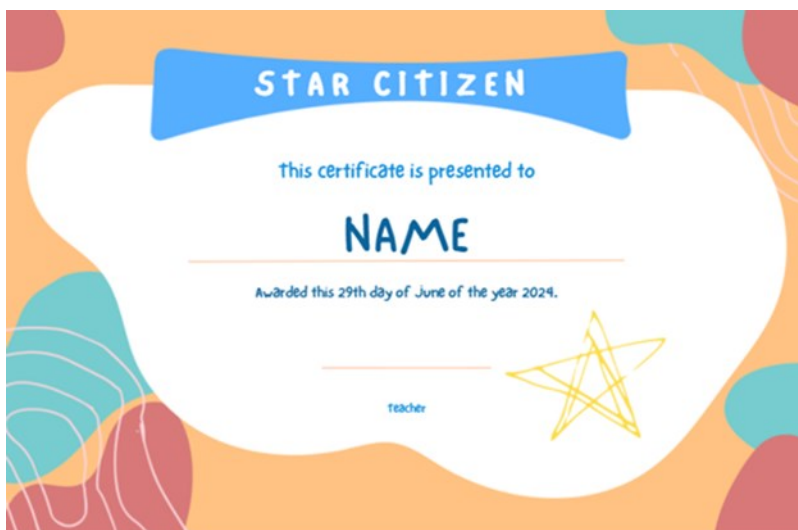 STAR CITIZEN
This certificate is presented to
NAME
Awarded this 29th day of June of the year 2024.
Teacher